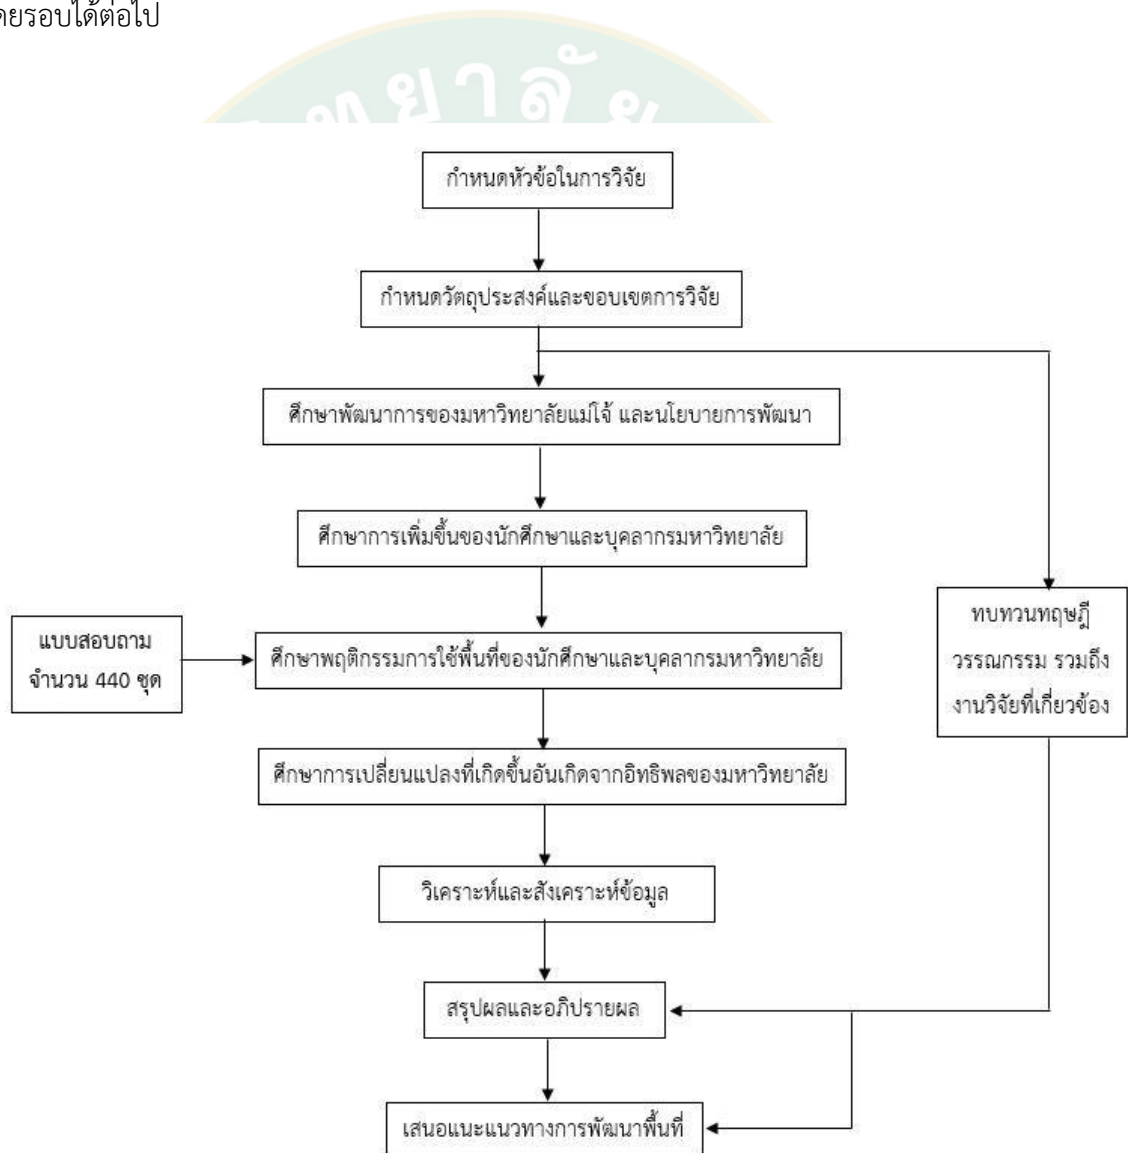 ดยรอบได้ต่อไป
ทยาลัย
กำหนดหัวข้อในการวิจัย
กำหนดวัตถุประสงค์และขอบเขตการวิจัย
ศึกษาพัฒนาการของมหาวิทยาลัยแม่โจ้ และนโยบายการพัฒนา
ศึกษาการเพิ่มขึ้นของนักศึกษาและบุคลากรมหาวิทยาลัย
แบบสอบถาม
จำนวน 440 ชุด
ศึกษาพฤติกรรมการใช้พื้นที่ของนักศึกษาและบุคลากรมหาวิทยาลัย
ทบทวนทฤษฎี
วรรณกรรม รวมถึง
งานวิจัยที่เกี่ยวข้อง
ศึกษาการเปลี่ยนแปลงที่เกิดขึ้นอันเกิดจากอิทธิพลของมหาวิทยาลัย
วิเคราะห์และสังเคราะห์ข้อมูล
สรุปผลและอภิปรายผล
เสนอแนะแนวทางการพัฒนาพื้นที่